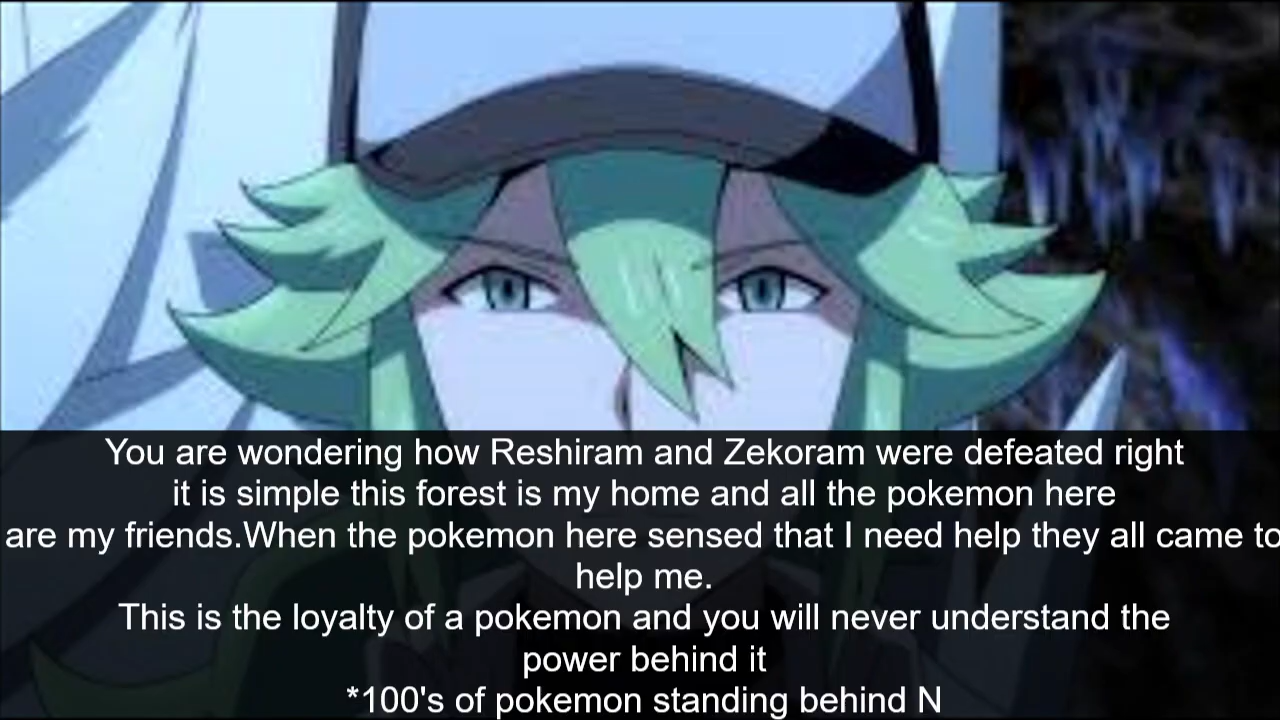 You are wondering how Reshiram and Zekoram were defeated right
it is simple this forest is my home and all the pokemon here
are my friends.When the pokemon here sensed that I need help they all came to
help me.
This is the loyalty of a pokemon and you will never understand the
power behind it
*100's of pokemon standing behind N